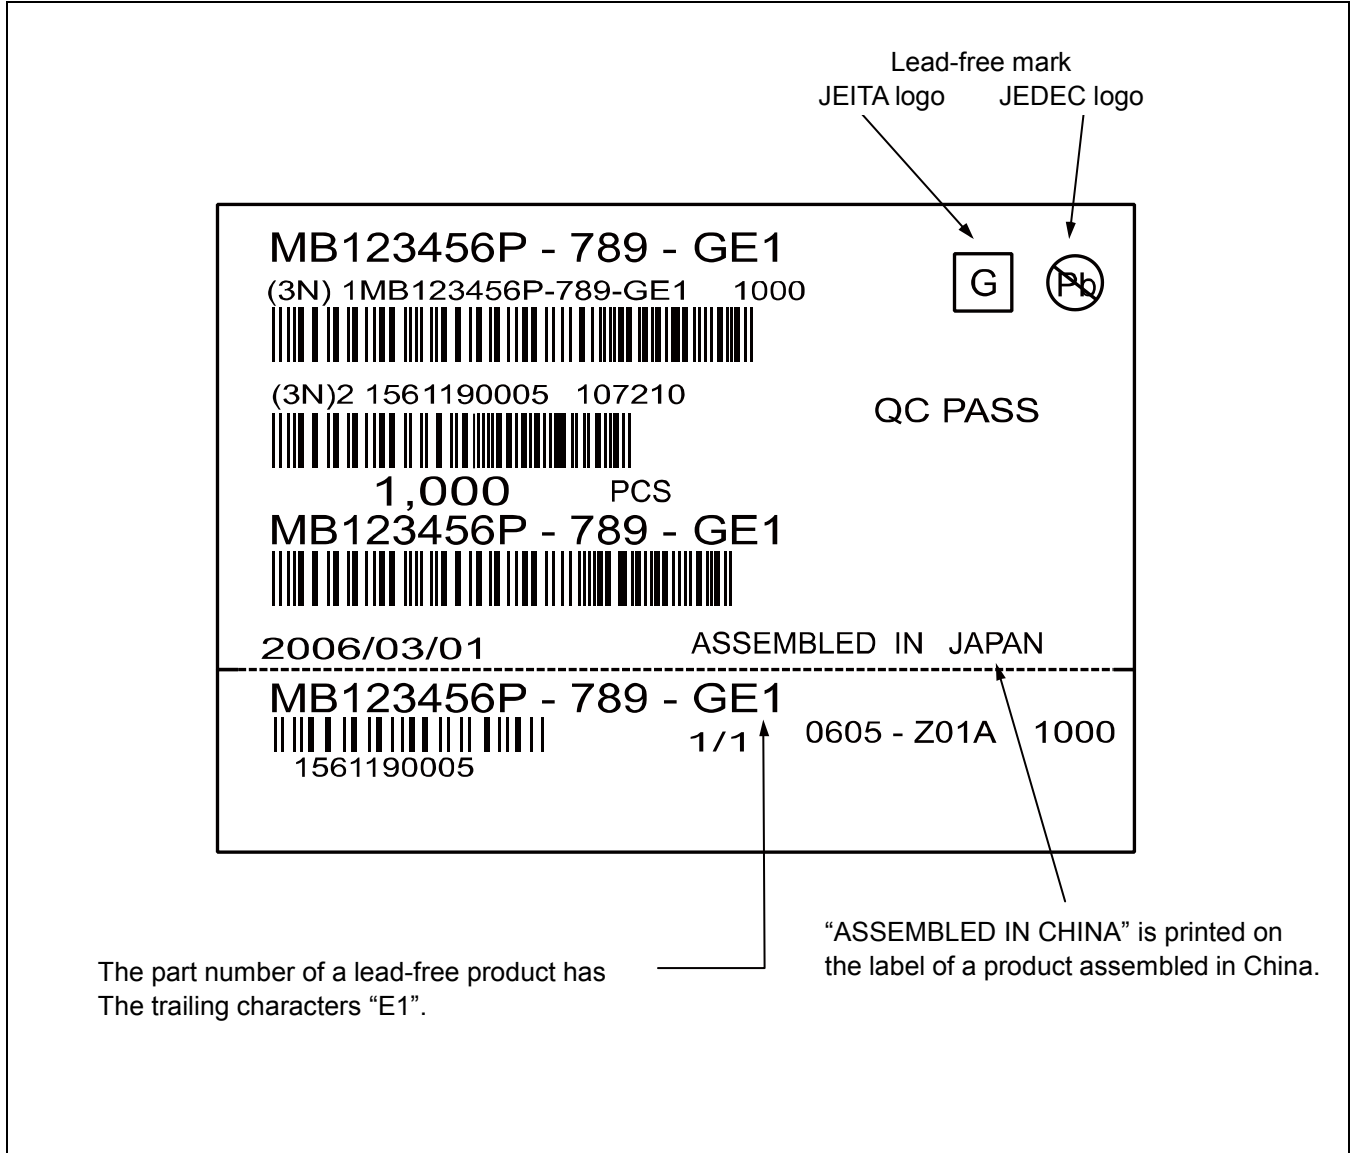 Lead-free mark
JEITA logo JEDEC logo
MB123456P - 789 - GE1
(3N) 1MB123456P-789-GE1 1000
G Pb
(3N)2 1561190005 107210
QC PASS
1,000 PCS
MB123456P - 789 - GE1
2006/03/01 ASSEMBLED IN JAPAN
MB123456P - 789 - GE1
1/1 0605 - Z01A 1000
1561190005
“ASSEMBLED IN CHINA” is printed on
the label of a product assembled in China.
The part number of a lead-free product has
The trailing characters “E1”.